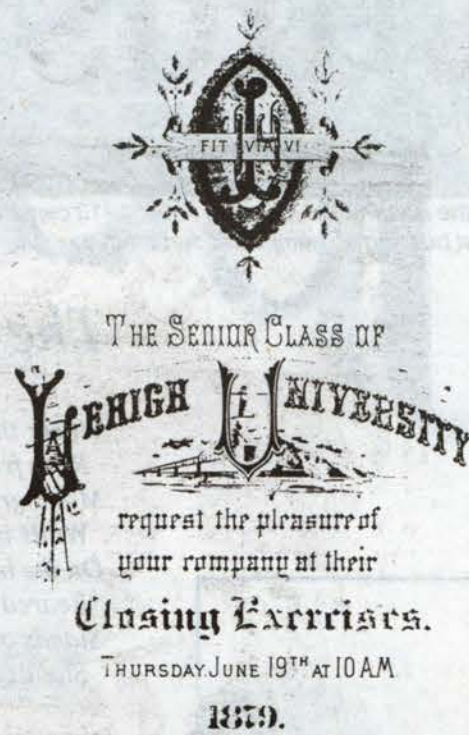 FIT VIA VI
THE SENIOR CLASS OF
LEHIGH UNIVERSITY
request the pleasure of
your company at their
Closing Exercises.
THURSDAY. JUNE 19TH AT 10 AM
1879.